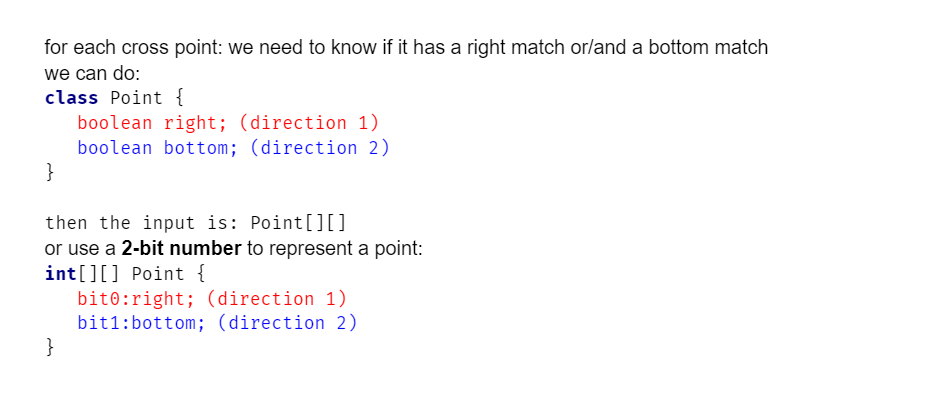 for each cross point: we need to know if it has a right match or/and a bottom match
we can do:
class Point {
boolean right; (direction 1)
boolean bottom; (direction 2)
}
then the input is: Point[][]
or use a 2-bit number to represent a point:
int[][] Point {
bit0:right; (direction 1)
bit1:bottom; (direction 2)
}